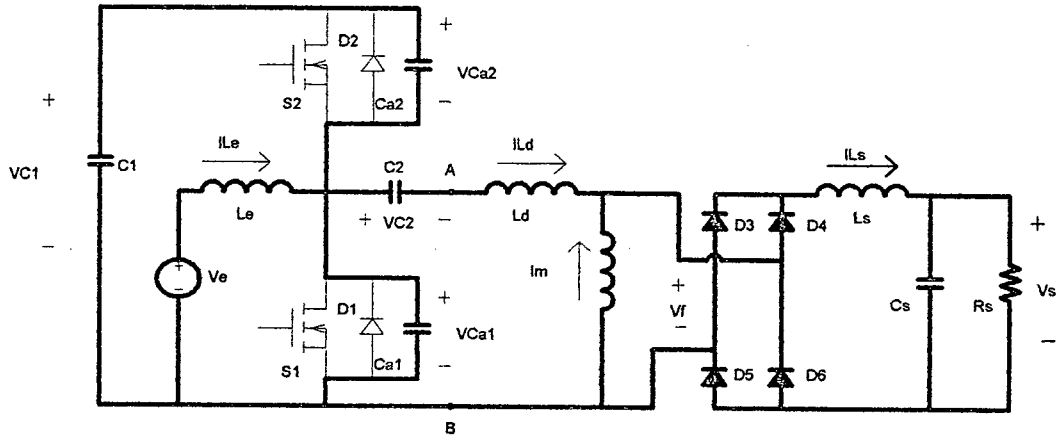 +
D2
+
VCa2
S2
Ca2
−
+
ILe
C2
A
ILd
ILs
VC1
C1
Le
+
VC2
−
Ld
D3
D4
Ls
+
−
+
−
Ve
Im
+
Vf
−
Cs
Rs
Vs
D1
+
VCa1
S1
Ca1
−
D5
D6
−
B